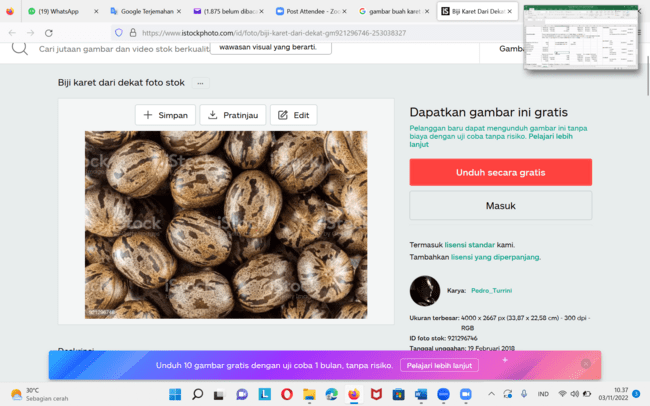 (19) WhatsApp
Google Terjemahan
(1.875 belum dibac
Post Attendee - Zoo
gambar buah karet
Biji Karet Dari Deka
https://www.istockphoto.com/id/foto/biji-karet-dari-dekat-gm921296746-253038327
Cari jutaan gambar dan video stok berkualit
wawasan visual yang berarti.
Gamba
Biji karet dari dekat foto stok
Simpan
Pratinjau
Edit
iStock
921296746
Dapatkan gambar ini gratis
Pelanggan baru dapat mengunduh gambar ini tanpa
biaya dengan uji coba tanpa risiko. Pelajari lebih
lanjut
Unduh secara gratis
Masuk
Termasuk lisensi standar kami.
Tambahkan lisensi yang diperpanjang.
Karya: Pedro_Turrini
Ukuran terbesar: 4000 x 2667 px (33,87 x 22,58 cm) - 300 dpi -
RGB
ID foto stok: 921296746
Tanggal unggahan: 19 Februari 2018
Unduh 10 gambar gratis dengan uji coba 1 bulan, tanpa risiko.
Pelajari lebih lanjut
30°C
Sebagian cerah
IND
10.37
03/11/2022